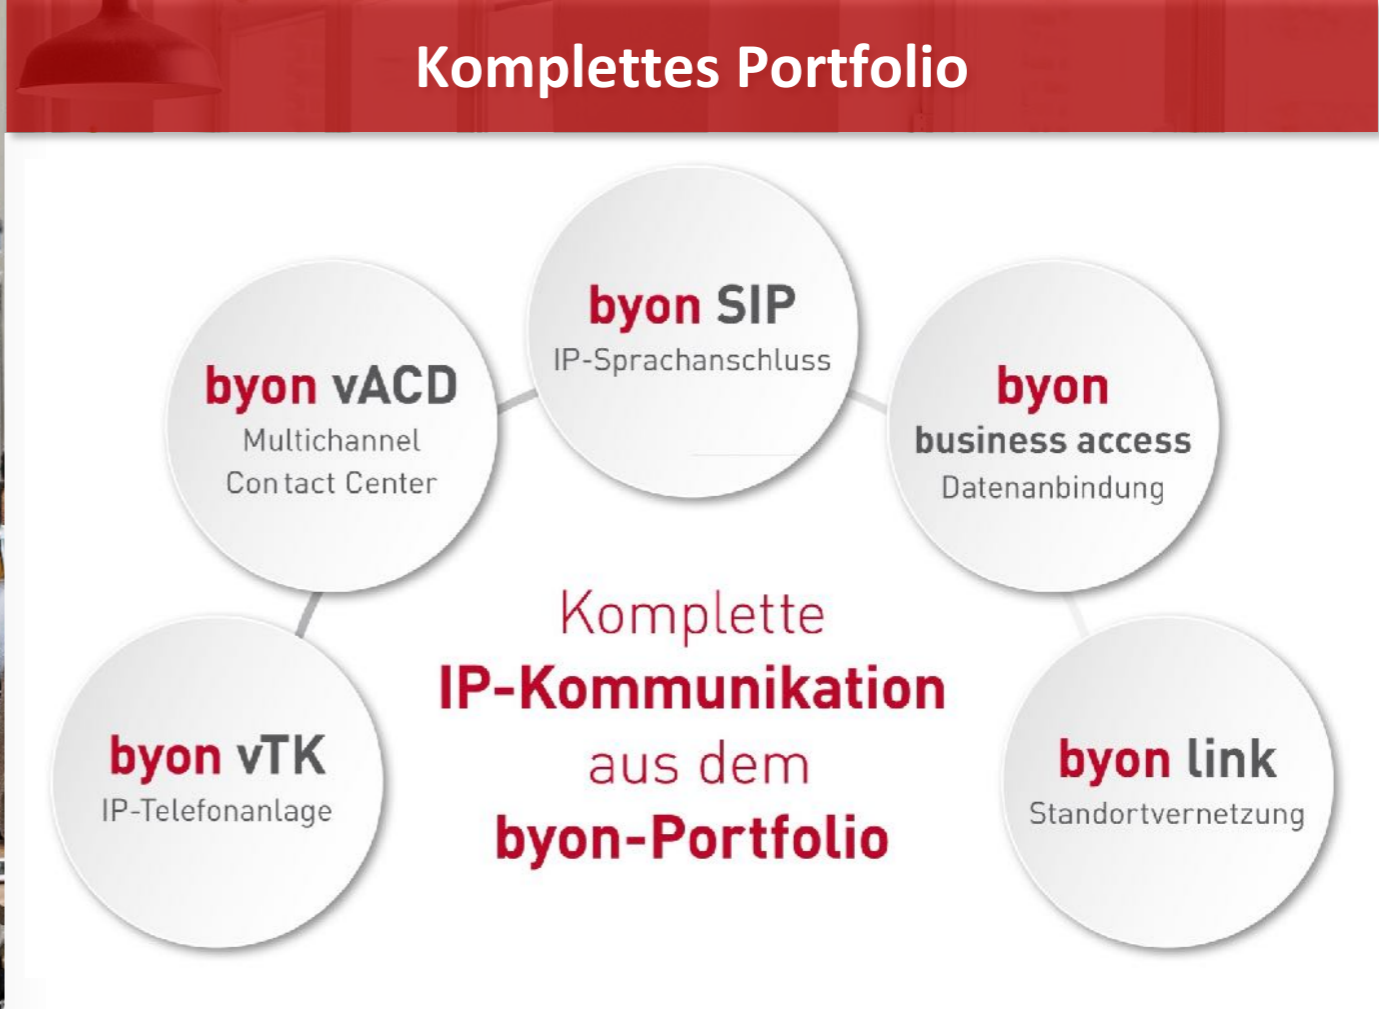 Komplettes Portfolio
byon SIP
IP-Sprachanschluss
byon vACD
Multichannel
Contact Center
byon
business access
Datenanbindung
byon vTK
IP-Telefonanlage
byon link
Standortvernetzung
Komplette
IP-Kommunikation
aus dem
byon-Portfolio